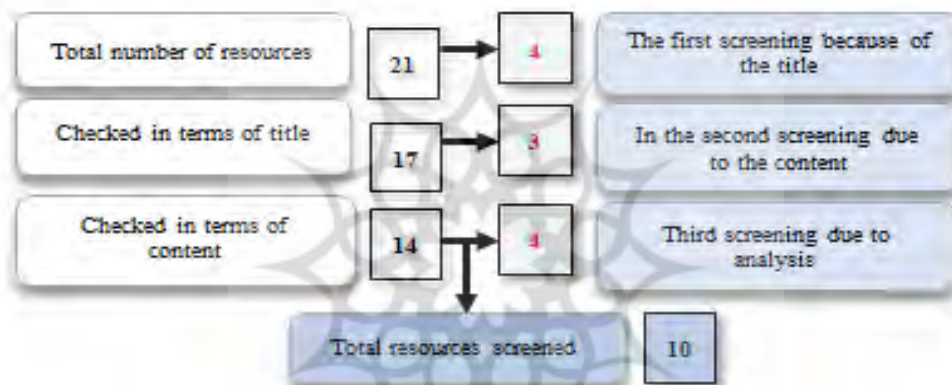 Total number of resources
21
4
The first screening because of
the title
Checked in terms of title
17
3
In the second screening due
to the content
Checked in terms of
content
14
4
Third screening due to
analysis
Total resources screened
10